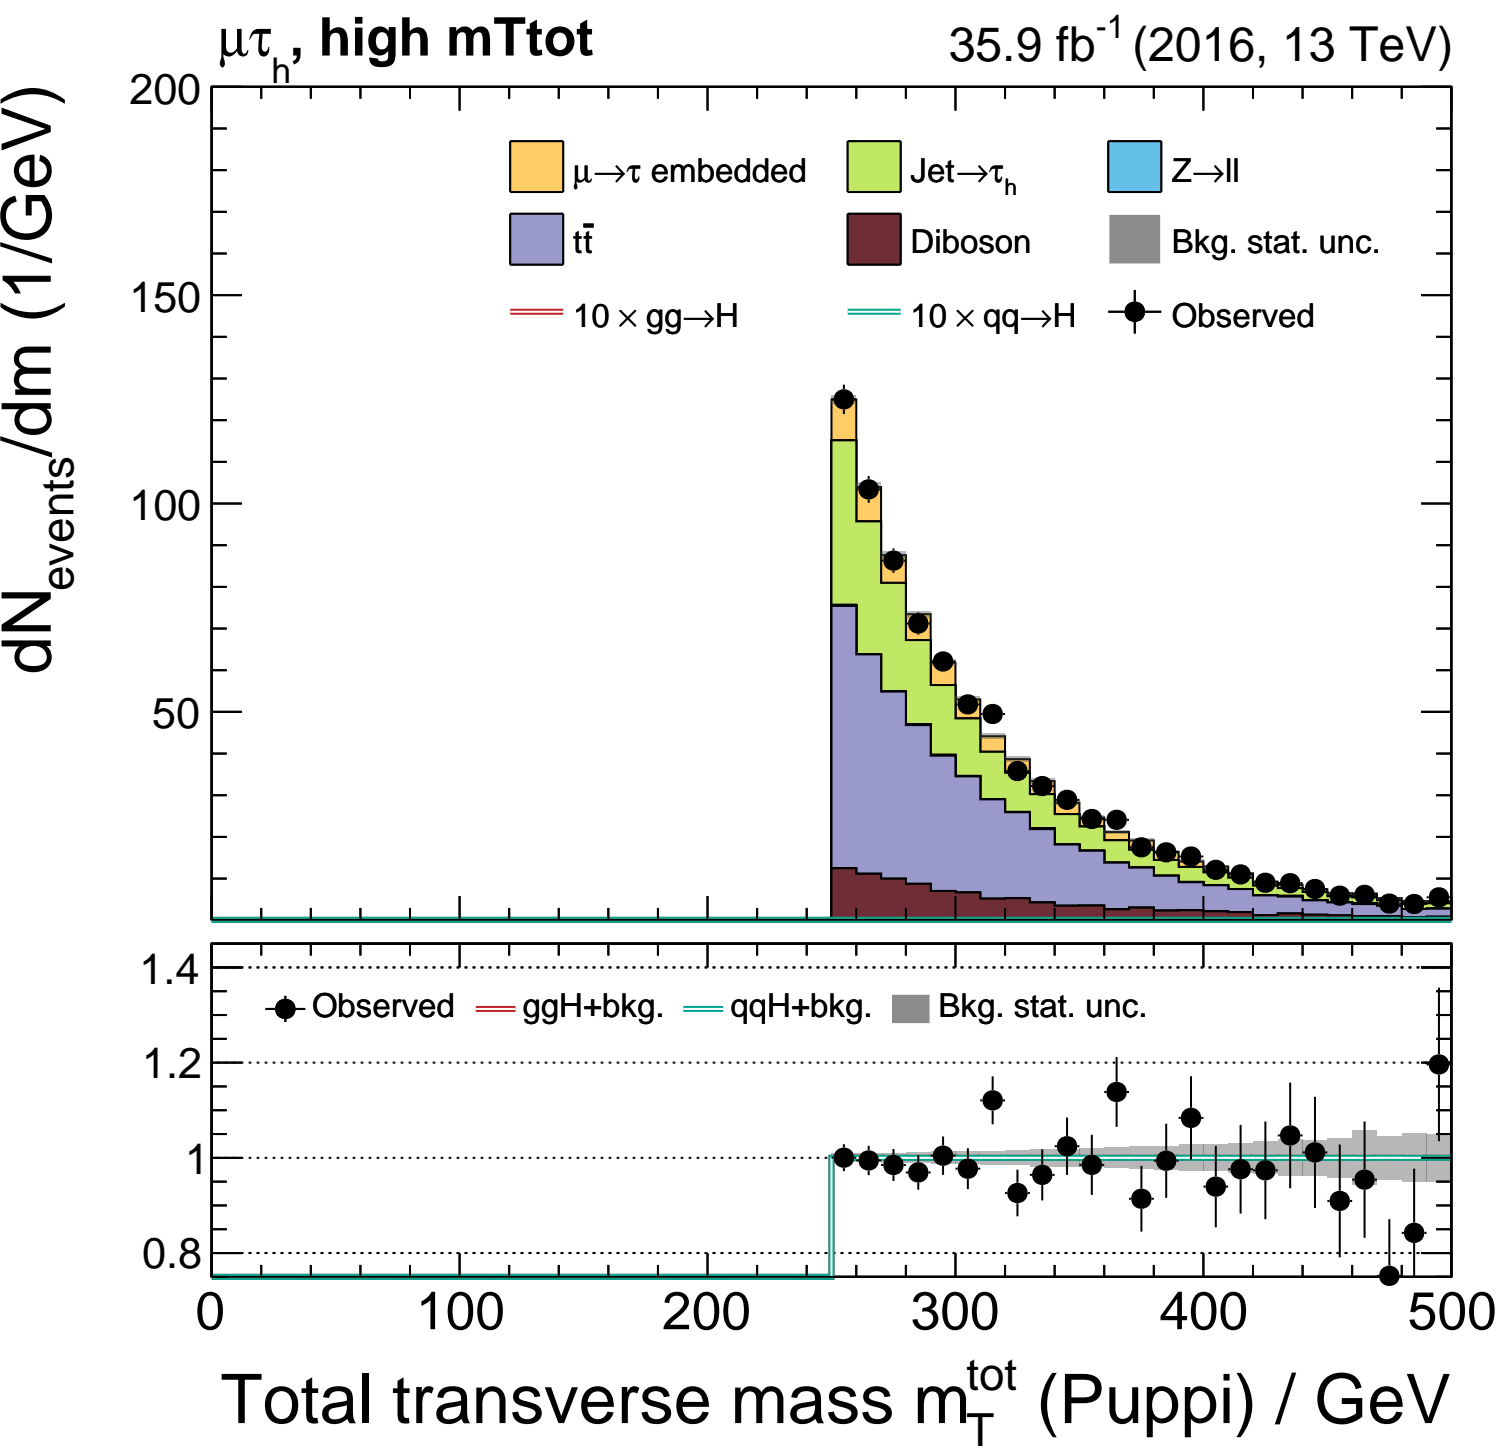 μτh, high mTtot 35.9 fb-1 (2016, 13 TeV)
dNevents/dm (1/GeV)
200
150
100
50
μ→τ embedded Jet→τh Z→ll
tt̄ Diboson Bkg. stat. unc.
10 × gg→H 10 × qq→H Observed
1.4
1.2
1
0.8
Observed ggH+bkg. qqH+bkg. Bkg. stat. unc.
0 100 200 300 400 500
Total transverse mass mTtot (Puppi) / GeV